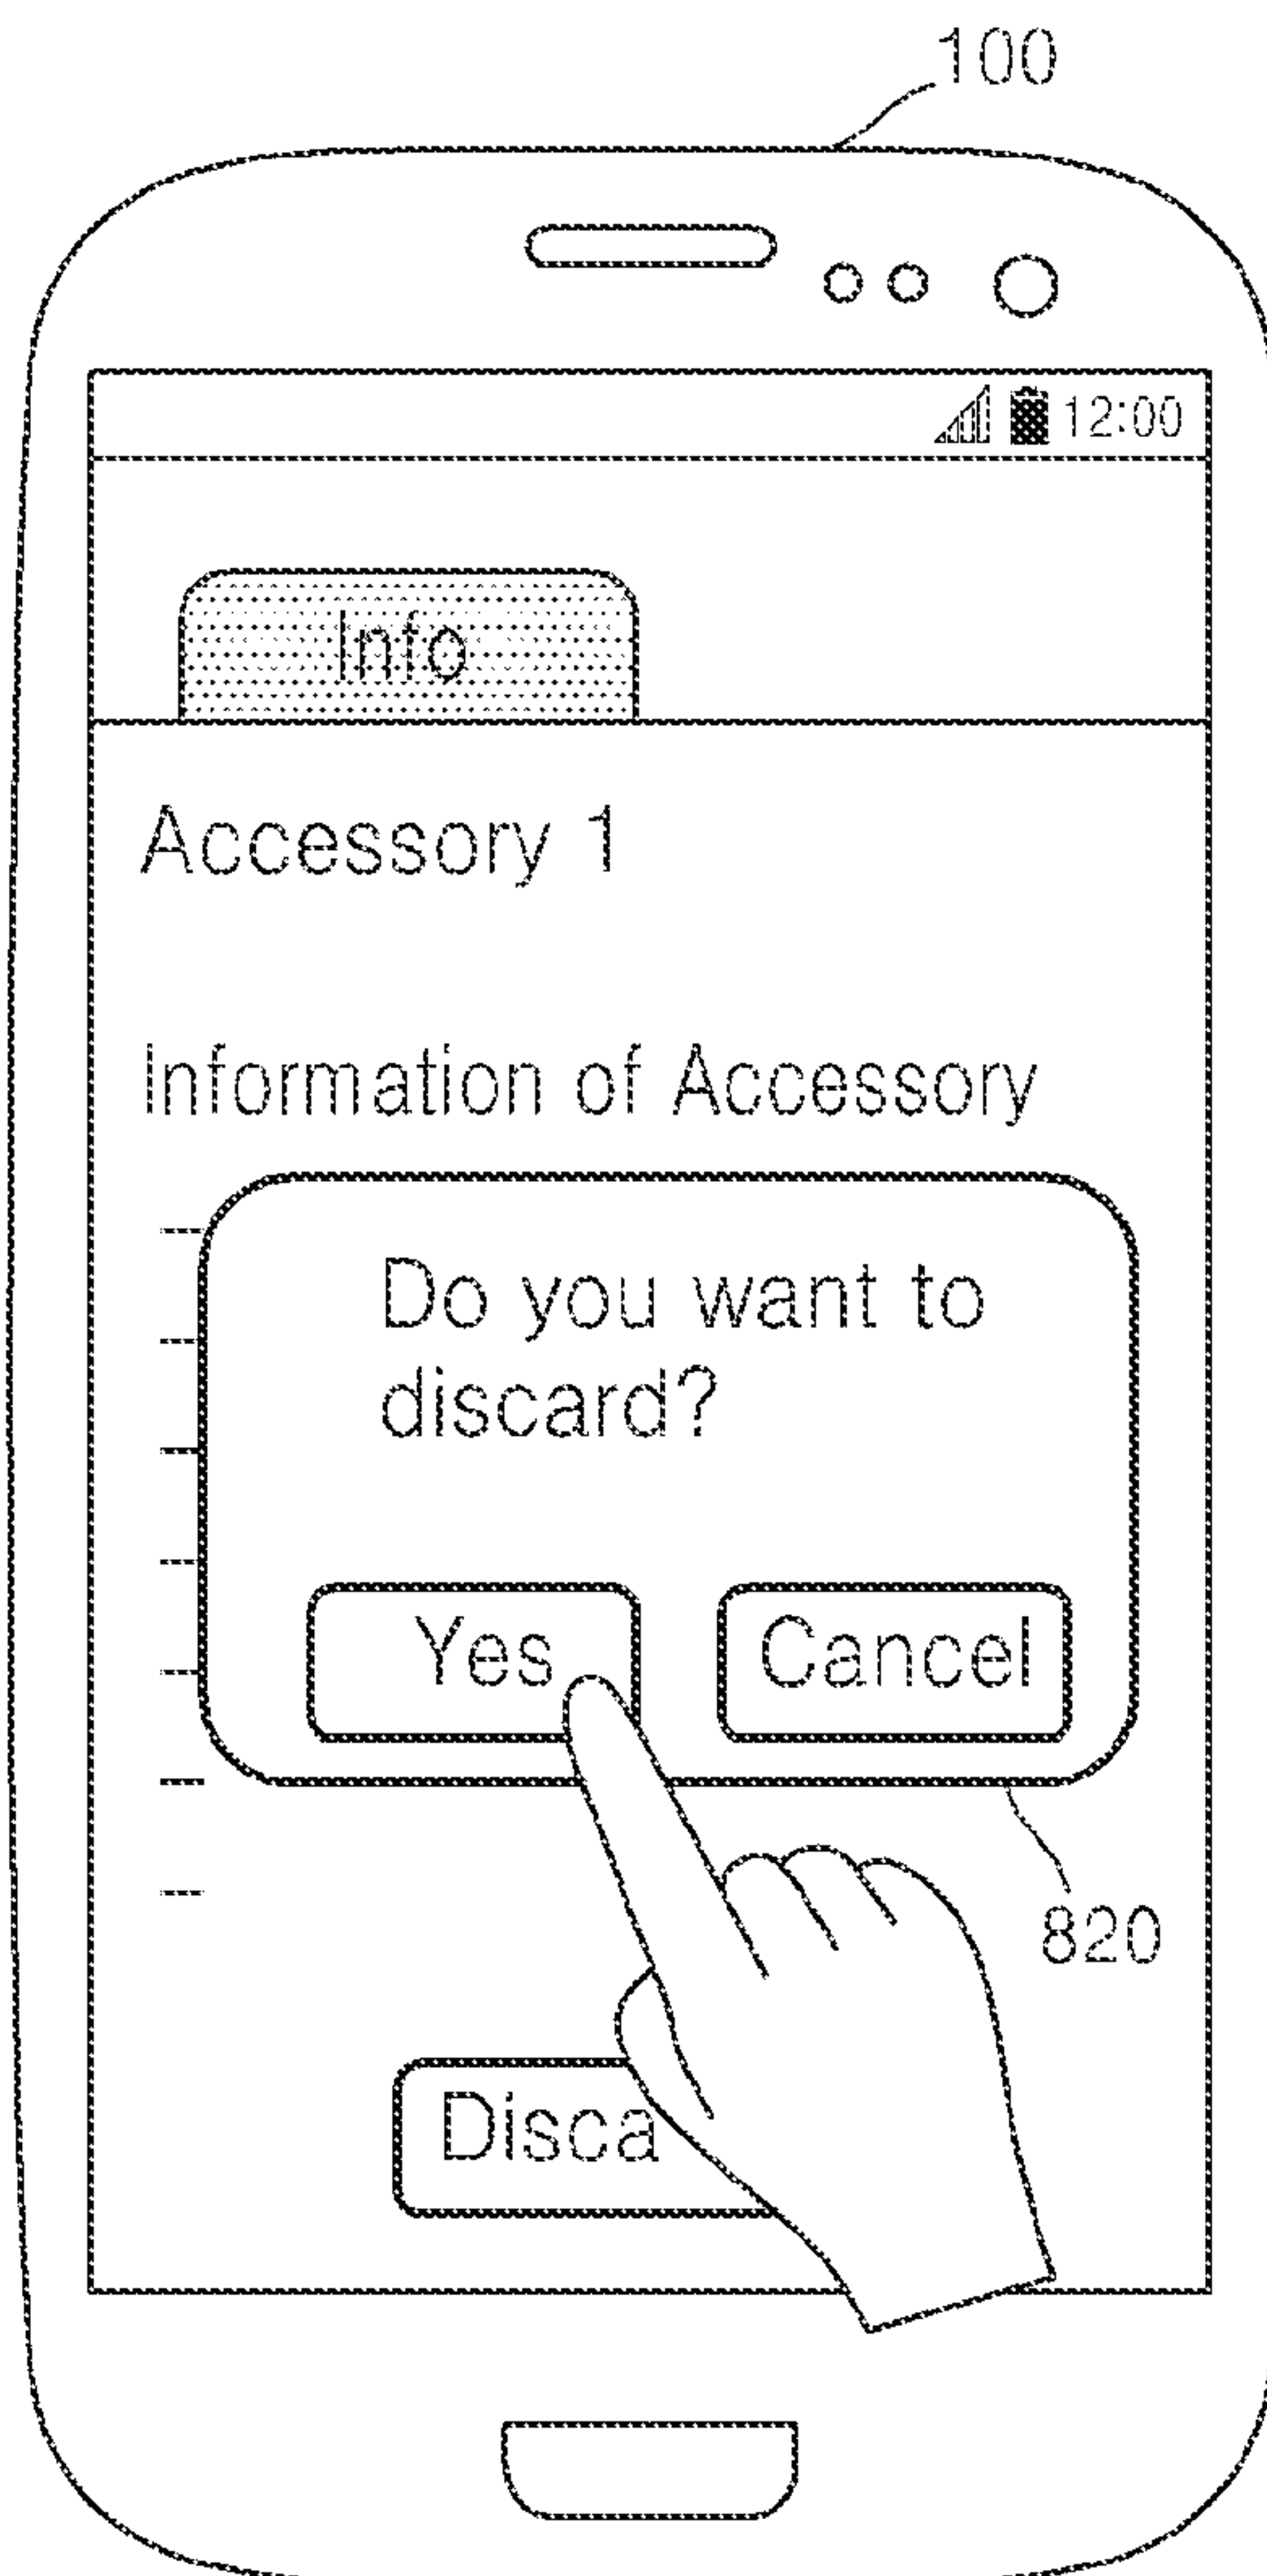 100
12:00
Info
Accessory 1
Information of Accessory
Do you want to
discard?
Yes
Cancel
820
Disca